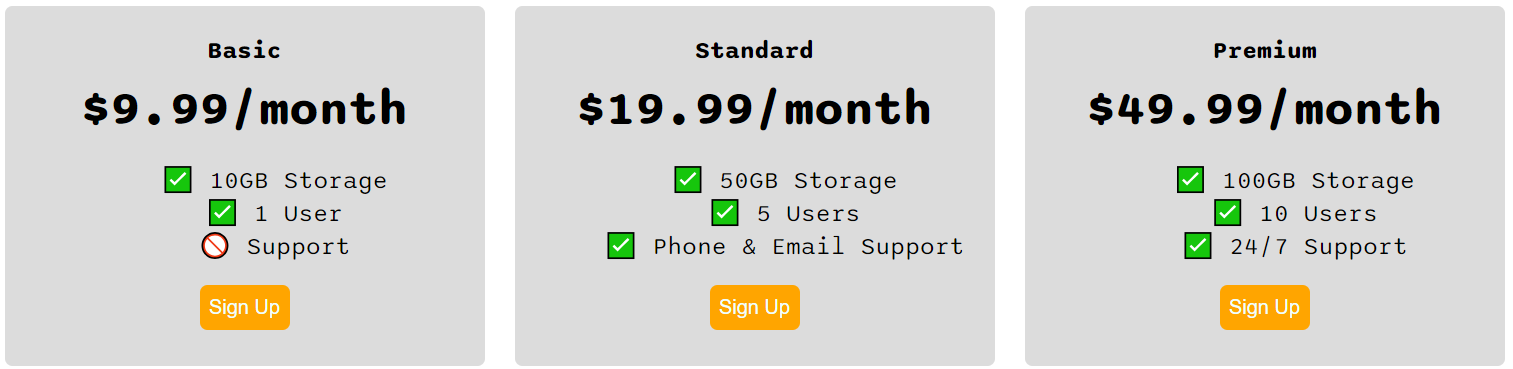 Basic
$9.99/month
✅ 10GB Storage
✅ 1 User
🚫 Support
Sign Up
Standard
$19.99/month
✅ 50GB Storage
✅ 5 Users
✅ Phone & Email Support
Sign Up
Premium
$49.99/month
✅ 100GB Storage
✅ 10 Users
✅ 24/7 Support
Sign Up